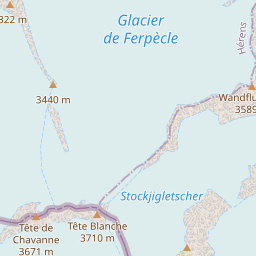 322 m
Glacier
de Ferpècle
Hérens
3440 m
Wandflu
3589
Stockjigletscher
Tête de
Chavanne
3671 m
Tête Blanche
3710 m